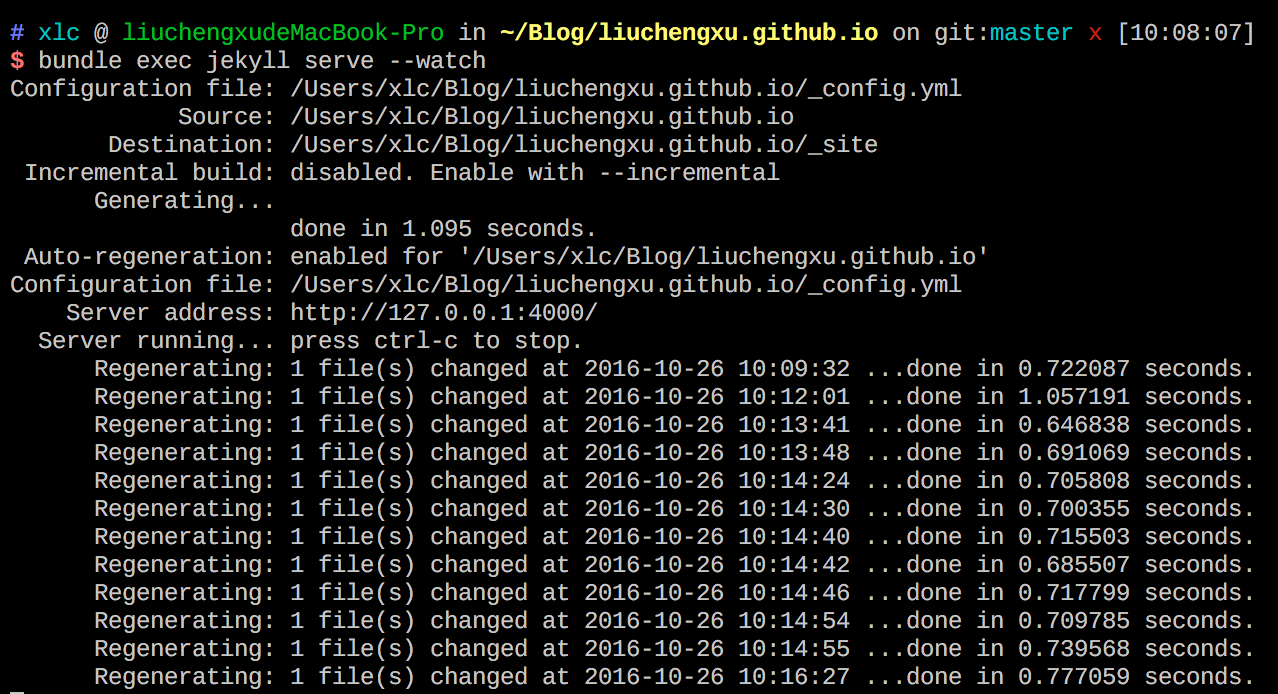 # xlc @ liuchengxudeMacBook-Pro in ~/Blog/liuchengxu.github.io on git:master x [10:08:07]
$ bundle exec jekyll serve --watch
Configuration file: /Users/xlc/Blog/liuchengxu.github.io/_config.yml
Source: /Users/xlc/Blog/liuchengxu.github.io
Destination: /Users/xlc/Blog/liuchengxu.github.io/_site
Incremental build: disabled. Enable with --incremental
Generating...
done in 1.095 seconds.
Auto-regeneration: enabled for '/Users/xlc/Blog/liuchengxu.github.io'
Configuration file: /Users/xlc/Blog/liuchengxu.github.io/_config.yml
Server address: http://127.0.0.1:4000/
Server running... press ctrl-c to stop.
Regenerating: 1 file(s) changed at 2016-10-26 10:09:32 ...done in 0.722087 seconds.
Regenerating: 1 file(s) changed at 2016-10-26 10:12:01 ...done in 1.057191 seconds.
Regenerating: 1 file(s) changed at 2016-10-26 10:13:41 ...done in 0.646838 seconds.
Regenerating: 1 file(s) changed at 2016-10-26 10:13:48 ...done in 0.691069 seconds.
Regenerating: 1 file(s) changed at 2016-10-26 10:14:24 ...done in 0.705808 seconds.
Regenerating: 1 file(s) changed at 2016-10-26 10:14:30 ...done in 0.700355 seconds.
Regenerating: 1 file(s) changed at 2016-10-26 10:14:40 ...done in 0.715503 seconds.
Regenerating: 1 file(s) changed at 2016-10-26 10:14:42 ...done in 0.685507 seconds.
Regenerating: 1 file(s) changed at 2016-10-26 10:14:46 ...done in 0.717799 seconds.
Regenerating: 1 file(s) changed at 2016-10-26 10:14:54 ...done in 0.709785 seconds.
Regenerating: 1 file(s) changed at 2016-10-26 10:14:55 ...done in 0.739568 seconds.
Regenerating: 1 file(s) changed at 2016-10-26 10:16:27 ...done in 0.777059 seconds.